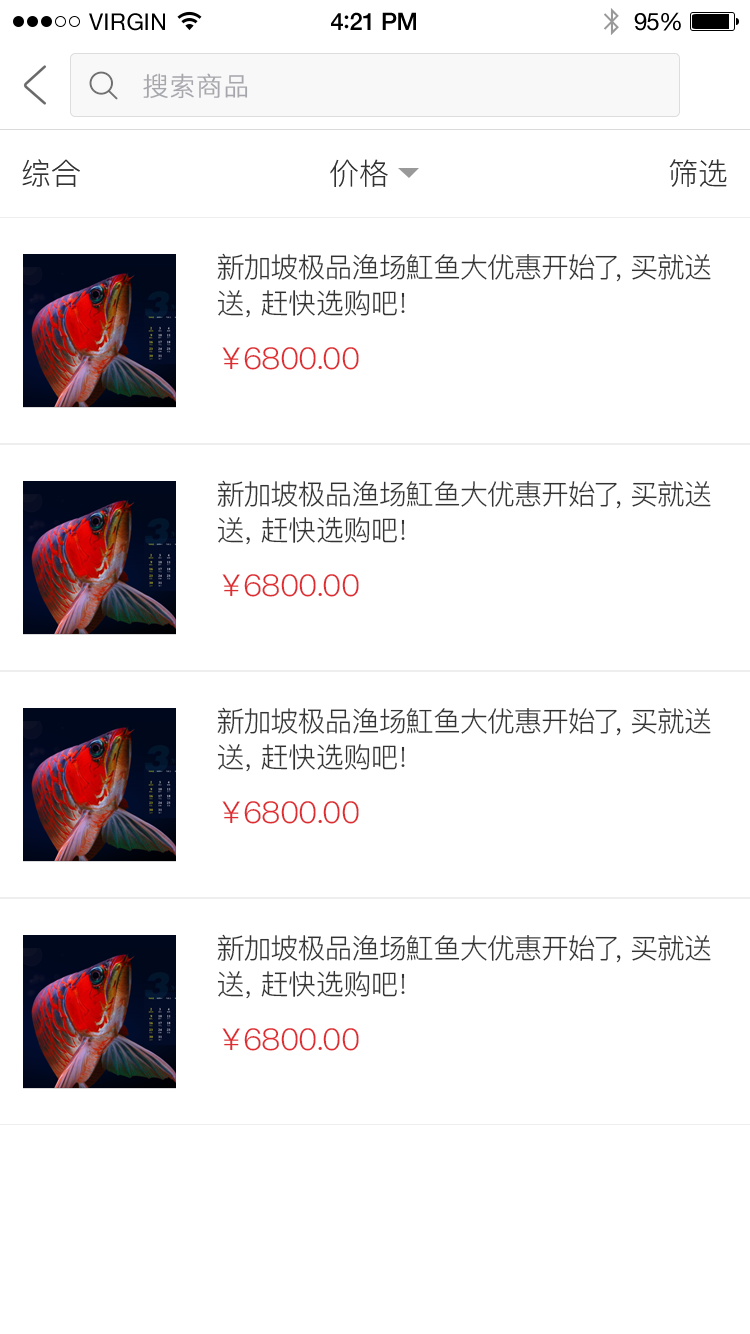 VIRGIN 4:21 PM 95%
搜索商品
综合 价格 筛选
新加坡极品渔场魟鱼大优惠开始了, 买就送
送, 赶快选购吧!
￥6800.00
新加坡极品渔场魟鱼大优惠开始了, 买就送
送, 赶快选购吧!
￥6800.00
新加坡极品渔场魟鱼大优惠开始了, 买就送
送, 赶快选购吧!
￥6800.00
新加坡极品渔场魟鱼大优惠开始了, 买就送
送, 赶快选购吧!
￥6800.00